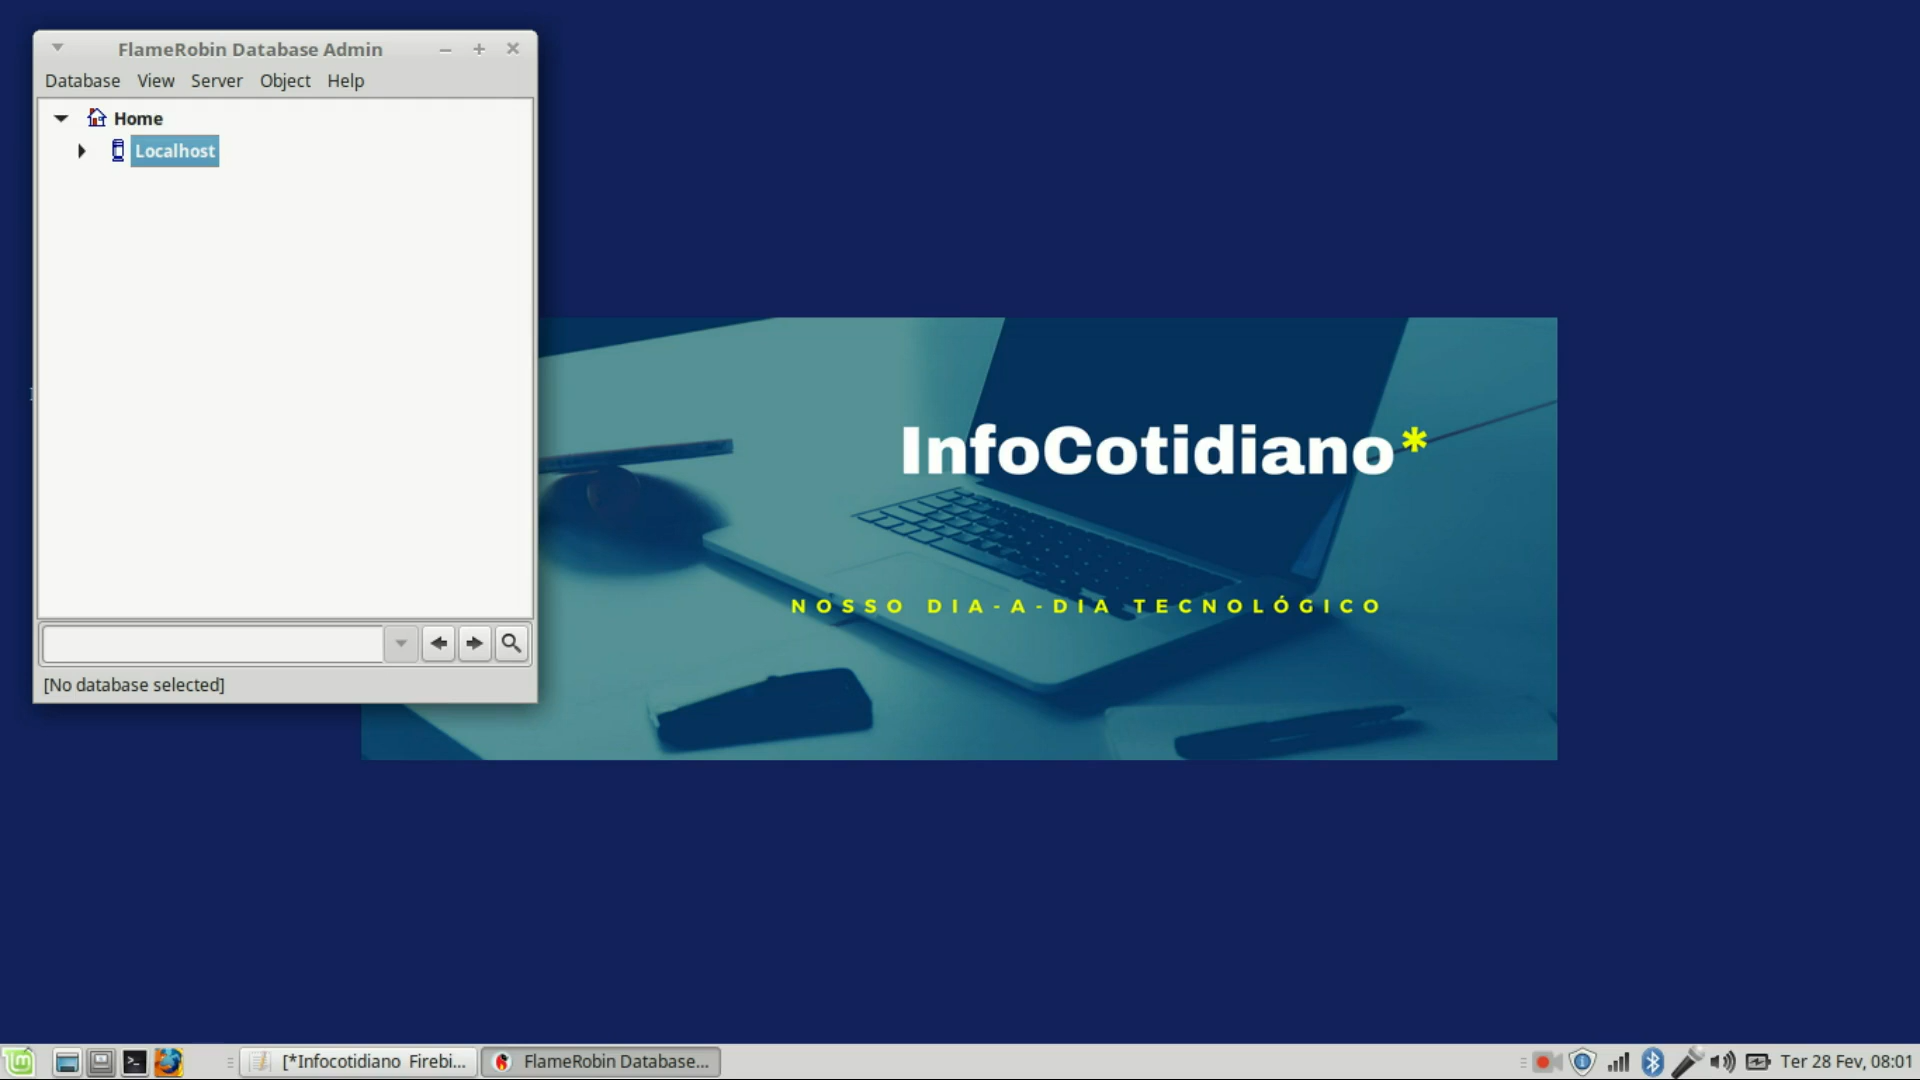 FlameRobin Database Admin
Database View Server Object Help
Home
Localhost
[No database selected]
InfoCotidiano*
NOSSO DIA-A-DIA TECNOLÓGICO
[*Infocotidiano Firebi... FlameRobin Database... Ter 28 Fev, 08:01